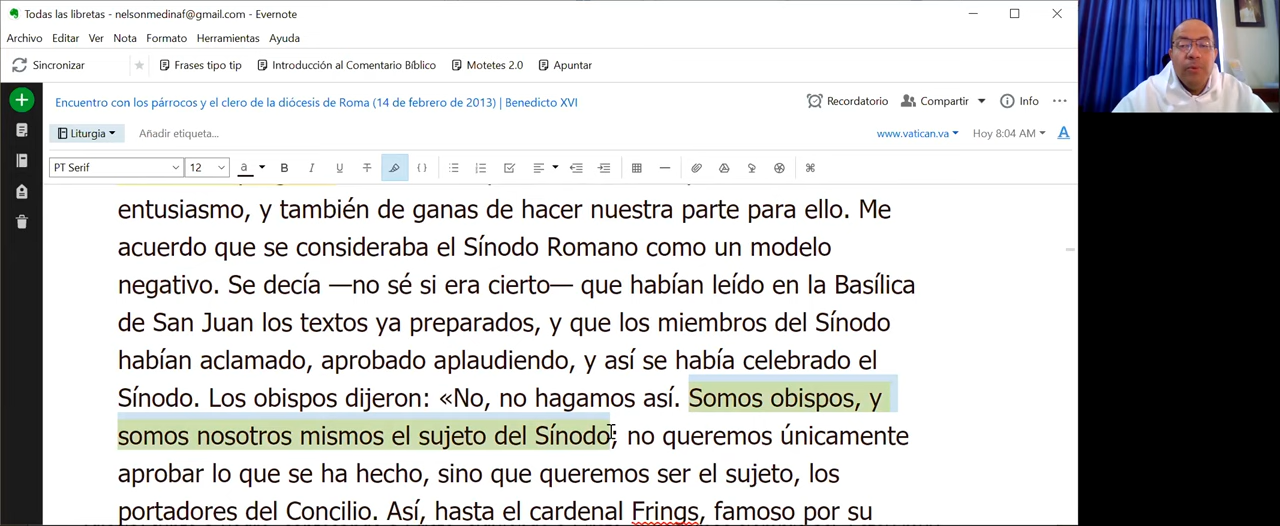 Todas las libretas - nelsonmedinaf@gmail.com - Evernote
Archivo Editar Ver Nota Formato Herramientas Ayuda
Sincronizar Frases tipo tip Introducción al Comentario Bíblico Motetes 2.0 Apuntar
Encuentro con los párrocos y el clero de la diócesis de Roma (14 de febrero de 2013) | Benedicto XVI Recordatorio Compartir Info
Liturgia Añadir etiqueta... www.vatican.va Hoy 8:04 AM A
PT Serif 12 a B I T { }
entusiasmo, y también de ganas de hacer nuestra parte para ello. Me
acuerdo que se consideraba el Sínodo Romano como un modelo
negativo. Se decía —no sé si era cierto— que habían leído en la Basílica
de San Juan los textos ya preparados, y que los miembros del Sínodo
habían aclamado, aprobado aplaudiendo, y así se había celebrado el
Sínodo. Los obispos dijeron: «No, no hagamos así. Somos obispos, y
somos nosotros mismos el sujeto del Sínodo; no queremos únicamente
aprobar lo que se ha hecho, sino que queremos ser el sujeto, los
portadores del Concilio. Así, hasta el cardenal Frings, famoso por su